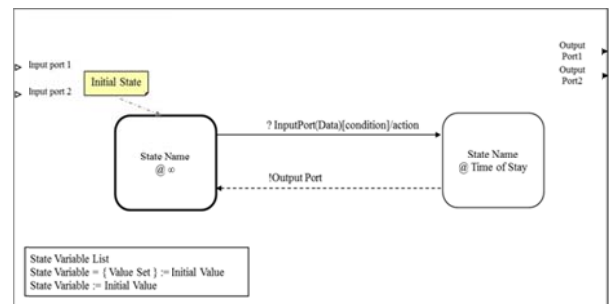 Input port 1
Input port 2
Initial State
Output
Port1
Output
Port2
? InputPort(Data)[condition]/action
State Name
@ ∞
State Name
@ Time of Stay
!Output Port
State Variable List
State Variable = { Value Set } := Initial Value
State Variable := Initial Value